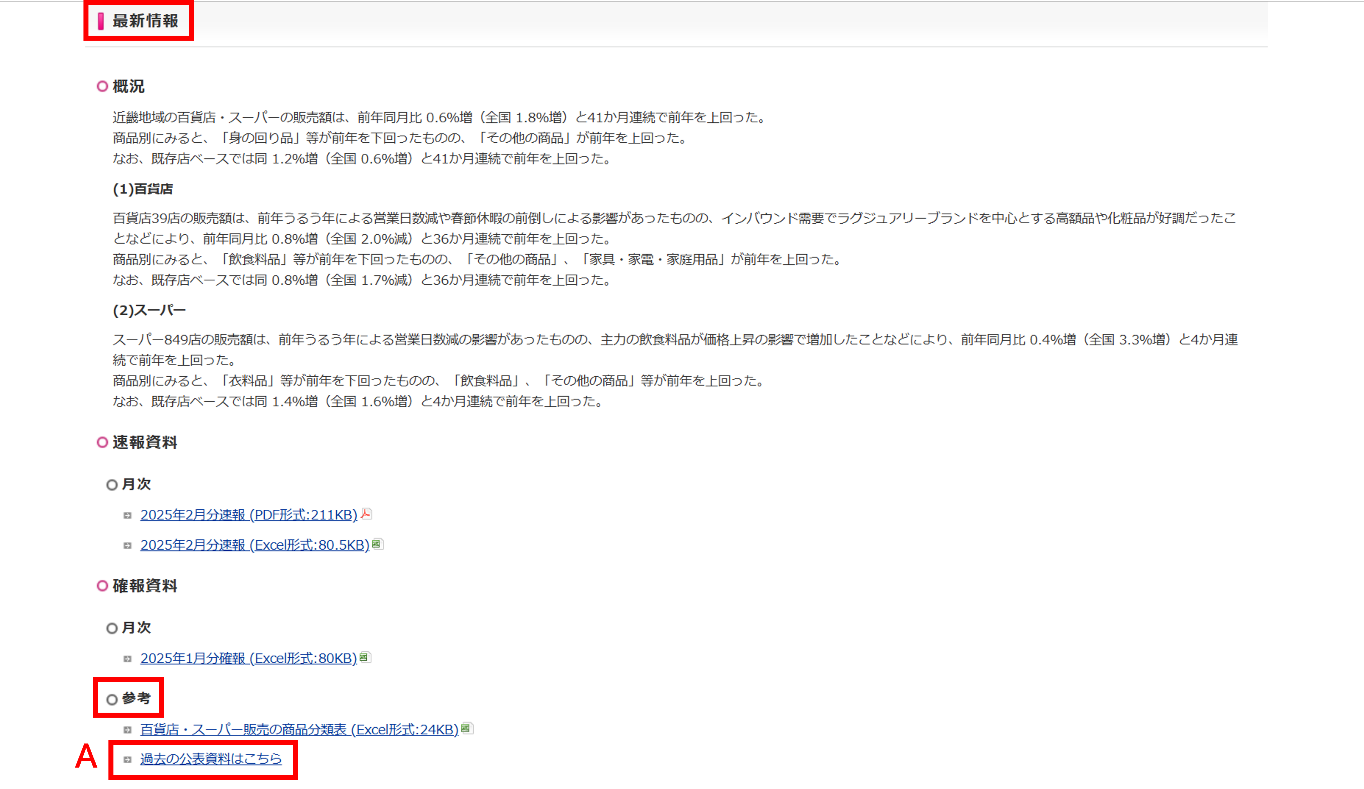 最新情報
概況
近畿地域の百貨店・スーパーの販売額は、前年同月比 0.6%増（全国 1.8%増）と41か月連続で前年を上回った。
商品別にみると、「身の回り品」等が前年を下回ったものの、「その他の商品」が前年を上回った。
なお、既存店ベースでは同 1.2%増（全国 0.6%増）と41か月連続で前年を上回った。
(1)百貨店
百貨店39店の販売額は、前年うるう年による営業日数減や春節休暇の前倒しによる影響があったものの、インバウンド需要でラグジュアリーブランドを中心とする高額品や化粧品が好調だったこ
となどにより、前年同月比 0.8%増（全国 2.0%減）と36か月連続で前年を上回った。
商品別にみると、「飲食料品」等が前年を下回ったものの、「その他の商品」、「家具・家電・家庭用品」が前年を上回った。
なお、既存店ベースでは同 0.8%増（全国 1.7%減）と36か月連続で前年を上回った。
(2)スーパー
スーパー849店の販売額は、前年うるう年による営業日数減の影響があったものの、主力の飲食料品が価格上昇の影響で増加したことなどにより、前年同月比 0.4%増（全国 3.3%増）と4か月連
続で前年を上回った。
商品別にみると、「衣料品」等が前年を下回ったものの、「飲食料品」、「その他の商品」等が前年を上回った。
なお、既存店ベースでは同 1.4%増（全国 1.6%増）と4か月連続で前年を上回った。
速報資料
月次
2025年2月分速報 (PDF形式:211KB)
2025年2月分速報 (Excel形式:80.5KB)
確報資料
月次
2025年1月分確報 (Excel形式:80KB)
参考
百貨店・スーパー販売の商品分類表 (Excel形式:24KB)
A 過去の公表資料はこちら